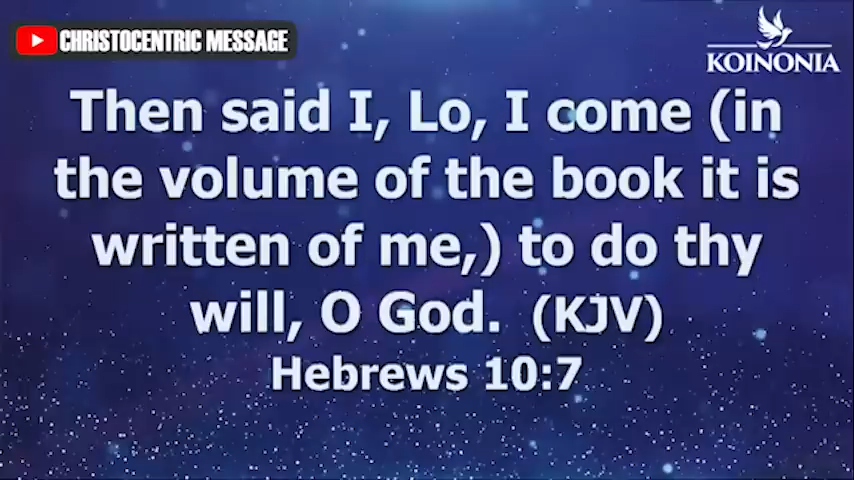 CHRISTOCENTRIC MESSAGE
KOINONIA
Then said I, Lo, I come (in
the volume of the book it is
written of me,) to do thy
will, O God. (KJV)
Hebrews 10:7